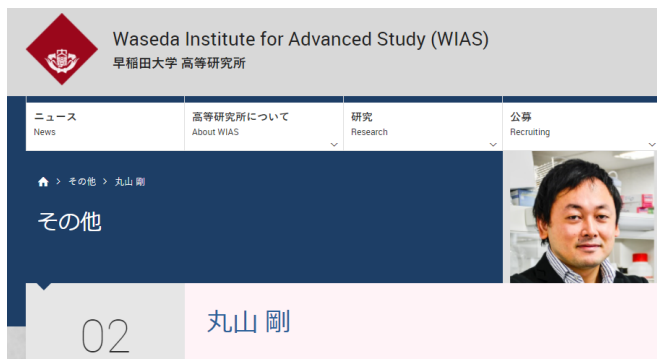 Waseda Institute for Advanced Study (WIAS)
早稲田大学 高等研究所
ニュース
News
高等研究所について
About WIAS
研究
Research
公募
Recruiting
> その他 > 丸山 剛
その他
02
丸山 剛